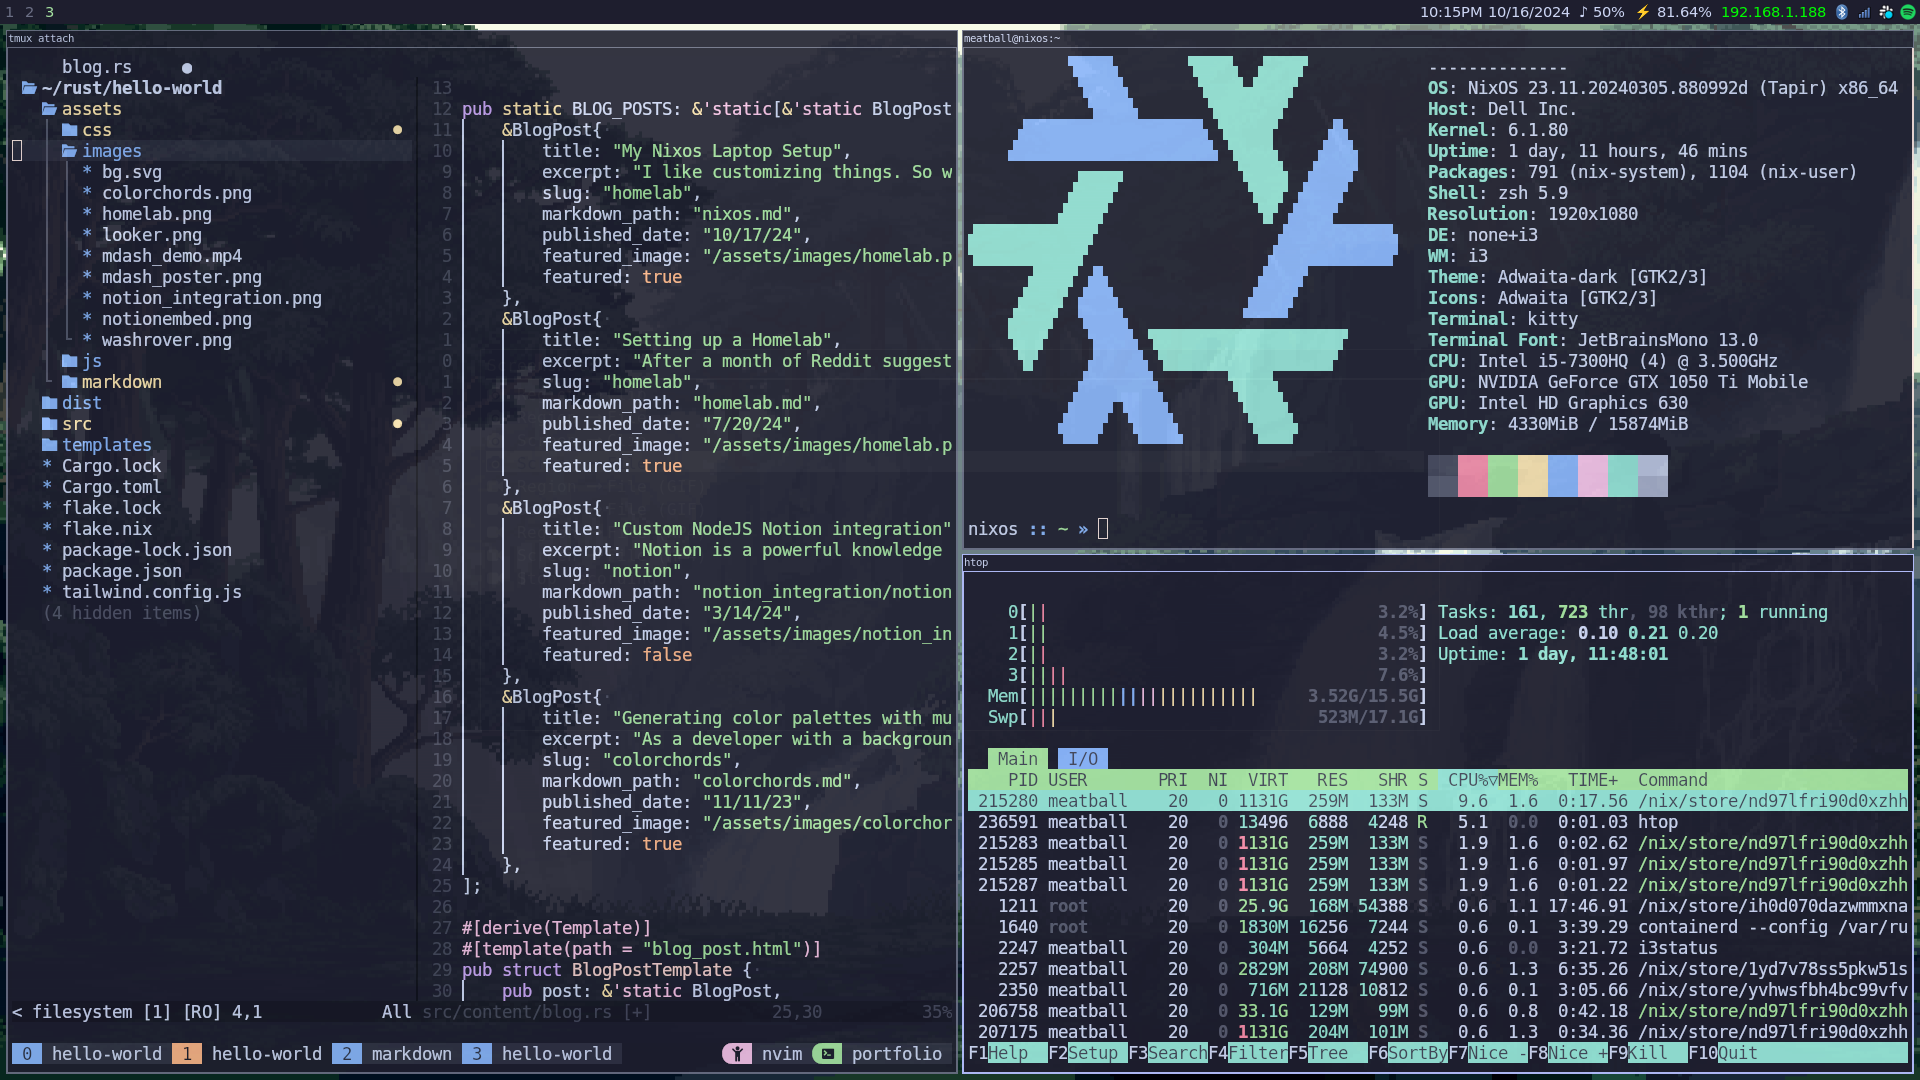 1 2 3
10:15PM 10/16/2024 ♪ 50% ⚡ 81.64% 192.168.1.188
tmux attach
blog.rs ●
~/rust/hello-world
assets
css ●
images
* bg.svg
* colorchords.png
* homelab.png
* looker.png
* mdash_demo.mp4
* mdash_poster.png
* notion_integration.png
* notionembed.png
* washrover.png
js
markdown ●
dist
src ●
templates
* Cargo.lock
* Cargo.toml
* flake.lock
* flake.nix
* package-lock.json
* package.json
* tailwind.config.js
(4 hidden items)
13
12 pub static BLOG_POSTS: &'static[&'static BlogPost
11 &BlogPost{
10 title: "My Nixos Laptop Setup",
9 excerpt: "I like customizing things. So w
8 slug: "homelab",
7 markdown_path: "nixos.md",
6 published_date: "10/17/24",
5 featured_image: "/assets/images/homelab.p
4 featured: true
3 },
2 &BlogPost{
1 title: "Setting up a Homelab",
0 excerpt: "After a month of Reddit suggest
1 slug: "homelab",
2 markdown_path: "homelab.md",
3 published_date: "7/20/24",
4 featured_image: "/assets/images/homelab.p
5 featured: true
6 },
7 &BlogPost{
8 title: "Custom NodeJS Notion integration"
9 excerpt: "Notion is a powerful knowledge
10 slug: "notion",
11 markdown_path: "notion_integration/notion
12 published_date: "3/14/24",
13 featured_image: "/assets/images/notion_in
14 featured: false
15 },
16 &BlogPost{
17 title: "Generating color palettes with mu
18 excerpt: "As a developer with a backgroun
19 slug: "colorchords",
20 markdown_path: "colorchords.md",
21 published_date: "11/11/23",
22 featured_image: "/assets/images/colorchor
23 featured: true
24 },
25 ];
26
27 #[derive(Template)]
28 #[template(path = "blog_post.html")]
29 pub struct BlogPostTemplate {
30 pub post: &'static BlogPost,
< filesystem [1] [RO] 4,1 All src/content/blog.rs [+] 25,30 35%
0 hello-world 1 hello-world 2 markdown 3 hello-world nvim portfolio
meatball@nixos:~
--------------
OS: NixOS 23.11.20240305.880992d (Tapir) x86_64
Host: Dell Inc.
Kernel: 6.1.80
Uptime: 1 day, 11 hours, 46 mins
Packages: 791 (nix-system), 1104 (nix-user)
Shell: zsh 5.9
Resolution: 1920x1080
DE: none+i3
WM: i3
Theme: Adwaita-dark [GTK2/3]
Icons: Adwaita [GTK2/3]
Terminal: kitty
Terminal Font: JetBrainsMono 13.0
CPU: Intel i5-7300HQ (4) @ 3.500GHz
GPU: NVIDIA GeForce GTX 1050 Ti Mobile
GPU: Intel HD Graphics 630
Memory: 4330MiB / 15874MiB
nixos :: ~ »
htop
0[|| 3.2%] Tasks: 161, 723 thr, 98 kthr; 1 running
1[|| 4.5%] Load average: 0.10 0.21 0.20
2[|| 3.2%] Uptime: 1 day, 11:48:01
3[|||| 7.6%]
Mem[|||||||||||||||||||||||||| 3.52G/15.5G]
Swp[||| 523M/17.1G]
Main I/O
PID USER PRI NI VIRT RES SHR S CPU%▽MEM% TIME+ Command
215280 meatball 20 0 1131G 259M 133M S 9.6 1.6 0:17.56 /nix/store/nd97lfri90d0xzhh
236591 meatball 20 0 13496 6888 4248 R 5.1 0.0 0:01.03 htop
215283 meatball 20 0 1131G 259M 133M S 1.9 1.6 0:02.62 /nix/store/nd97lfri90d0xzhh
215285 meatball 20 0 1131G 259M 133M S 1.9 1.6 0:01.97 /nix/store/nd97lfri90d0xzhh
215287 meatball 20 0 1131G 259M 133M S 1.9 1.6 0:01.22 /nix/store/nd97lfri90d0xzhh
1211 root 20 0 25.9G 168M 54388 S 0.6 1.1 17:46.91 /nix/store/ih0d070dazwmmxna
1640 root 20 0 1830M 16256 7244 S 0.6 0.1 3:39.29 containerd --config /var/ru
2247 meatball 20 0 304M 5664 4252 S 0.6 0.0 3:21.72 i3status
2257 meatball 20 0 2829M 208M 74900 S 0.6 1.3 6:35.26 /nix/store/1yd7v78ss5pkw51s
2350 meatball 20 0 716M 21128 10812 S 0.6 0.1 3:05.66 /nix/store/yvhwsfbh4bc99vfv
206758 meatball 20 0 33.1G 129M 99M S 0.6 0.8 0:42.18 /nix/store/nd97lfri90d0xzhh
207175 meatball 20 0 1131G 204M 101M S 0.6 1.3 0:34.36 /nix/store/nd97lfri90d0xzhh
F1Help F2Setup F3SearchF4FilterF5Tree F6SortByF7Nice -F8Nice +F9Kill F10Quit